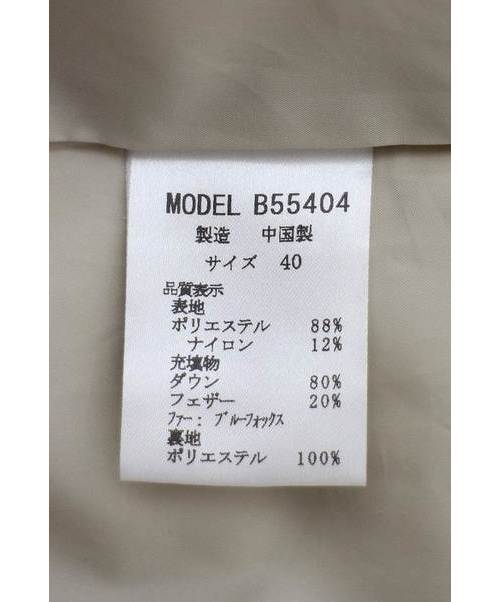 MODEL B55404
製造 中国製
サイズ 40
品質表示
表地
ポリエステル 88%
ナイロン 12%
充填物
ダウン 80%
フェザー 20%
ファー: ブルーフォックス
裏地
ポリエステル 100%